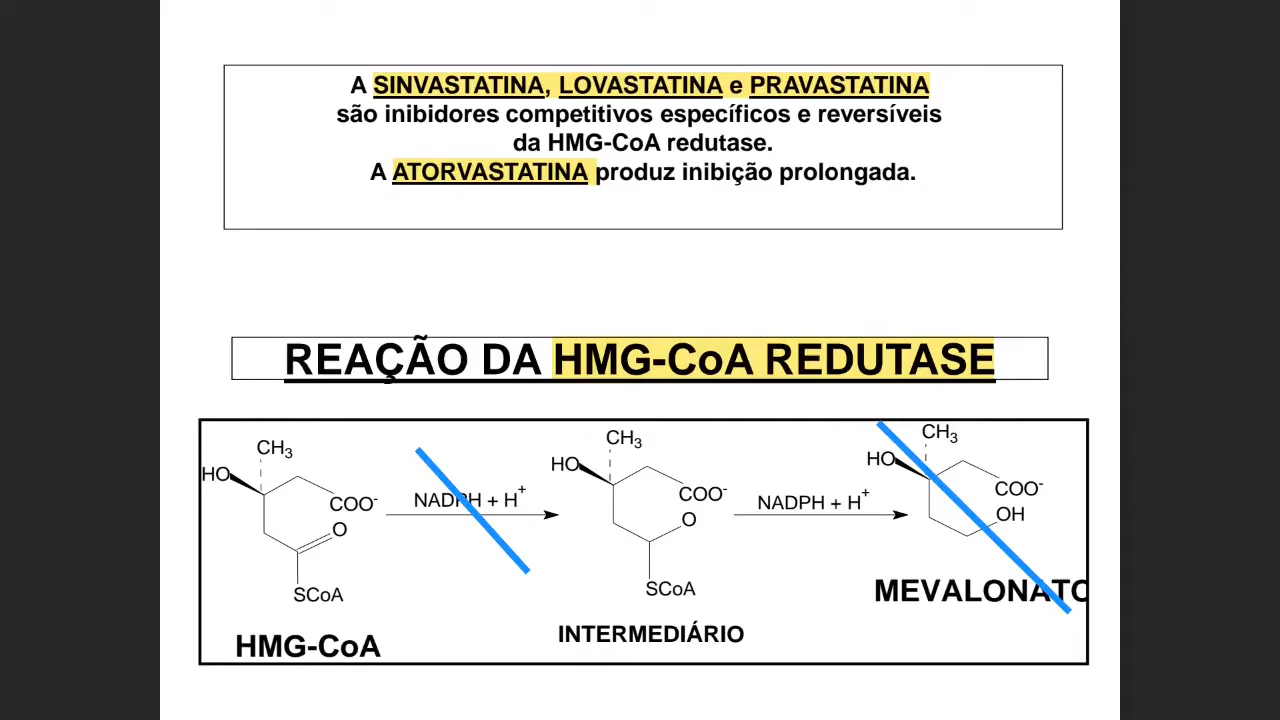 A SINVASTATINA, LOVASTATINA e PRAVASTATINA
são inibidores competitivos específicos e reversíveis
da HMG-CoA redutase.
A ATORVASTATINA produz inibição prolongada.
REAÇÃO DA HMG-CoA REDUTASE
CH3
HO
COO-
O
SCoA
HMG-CoA
NADPH + H+
CH3
HO
COO-
O
SCoA
INTERMEDIÁRIO
NADPH + H+
CH3
HO
COO-
OH
MEVALONATO